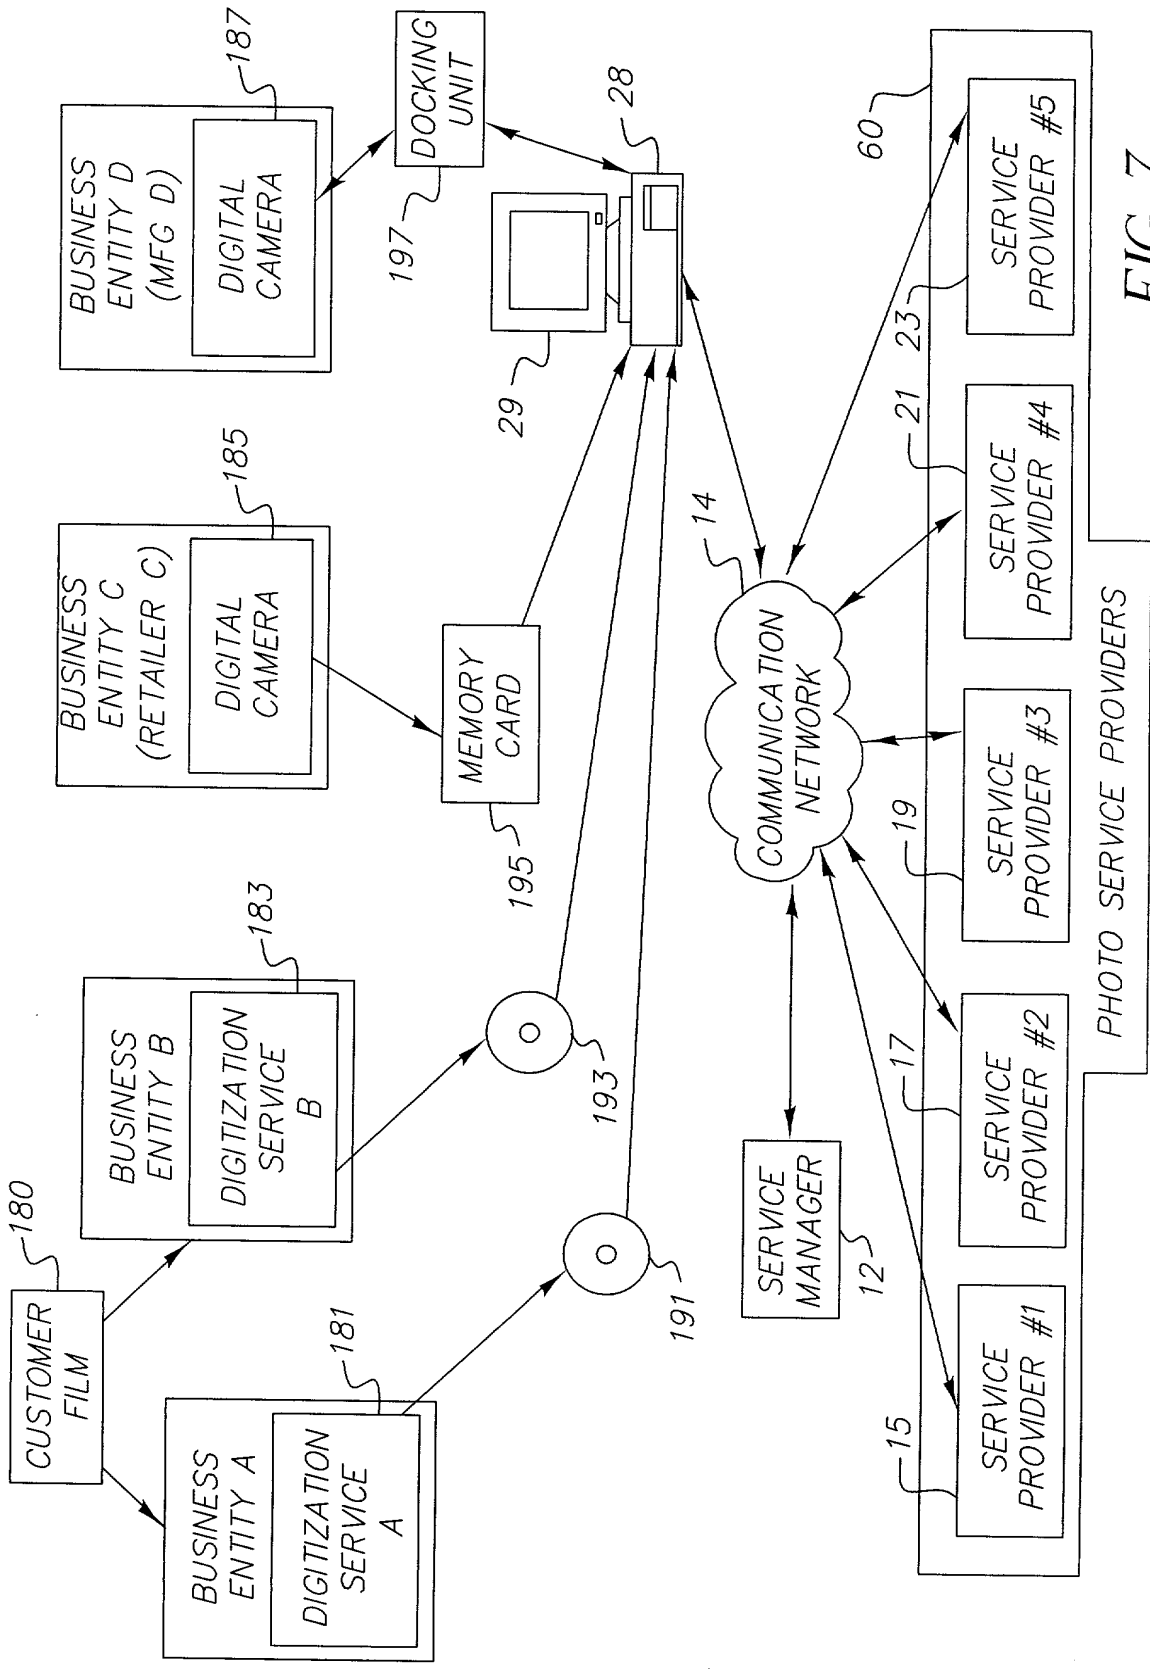 CUSTOMER
FILM
180
BUSINESS
ENTITY A
DIGITIZATION
SERVICE
A
181
BUSINESS
ENTITY B
DIGITIZATION
SERVICE
B
183
BUSINESS
ENTITY C
(RETAILER C)
DIGITAL
CAMERA
185
BUSINESS
ENTITY D
(MFG D)
DIGITAL
CAMERA
187
191
193
MEMORY
CARD
195
DOCKING
UNIT
197
29
28
SERVICE
MANAGER
12
COMMUNICATION
NETWORK
14
60
SERVICE
PROVIDER #1
15
SERVICE
PROVIDER #2
17
SERVICE
PROVIDER #3
19
SERVICE
PROVIDER #4
21
SERVICE
PROVIDER #5
23
PHOTO SERVICE PROVIDERS
FIG. 7